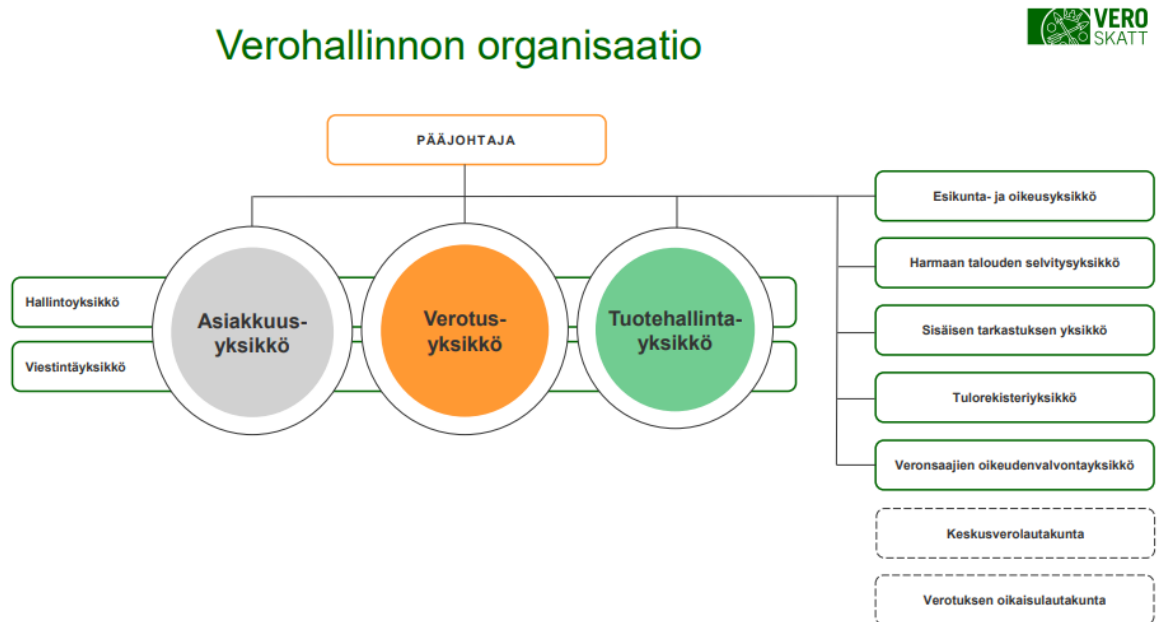 Verohallinnon organisaatio
VERO
SKATT
PÄÄJOHTAJA
Esikunta- ja oikeusyksikkö
Harmaan talouden selvitysyksikkö
Sisäisen tarkastuksen yksikkö
Tulorekisteriyksikkö
Veronsaajien oikeudenvalvontayksikkö
Keskusverolautakunta
Verotuksen oikaisulautakunta
Hallintoyksikkö
Viestintäyksikkö
Asiakkuus-
yksikkö
Verotus-
yksikkö
Tuotehallinta-
yksikkö